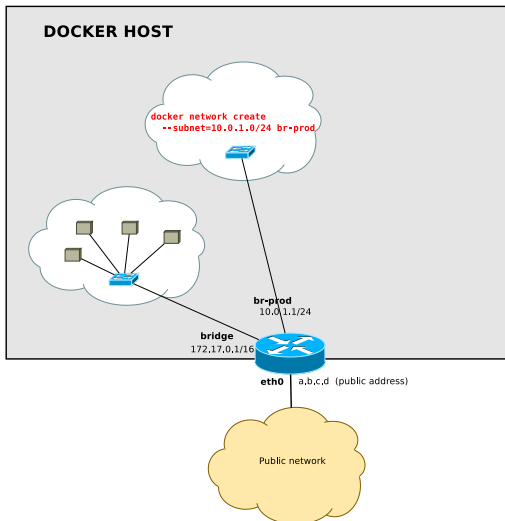 DOCKER HOST
docker network create
--subnet=10.0.1.0/24 br-prod
br-prod
10.0.1.1/24
bridge
172.17.0.1/16
eth0 a.b.c.d (public address)
Public network